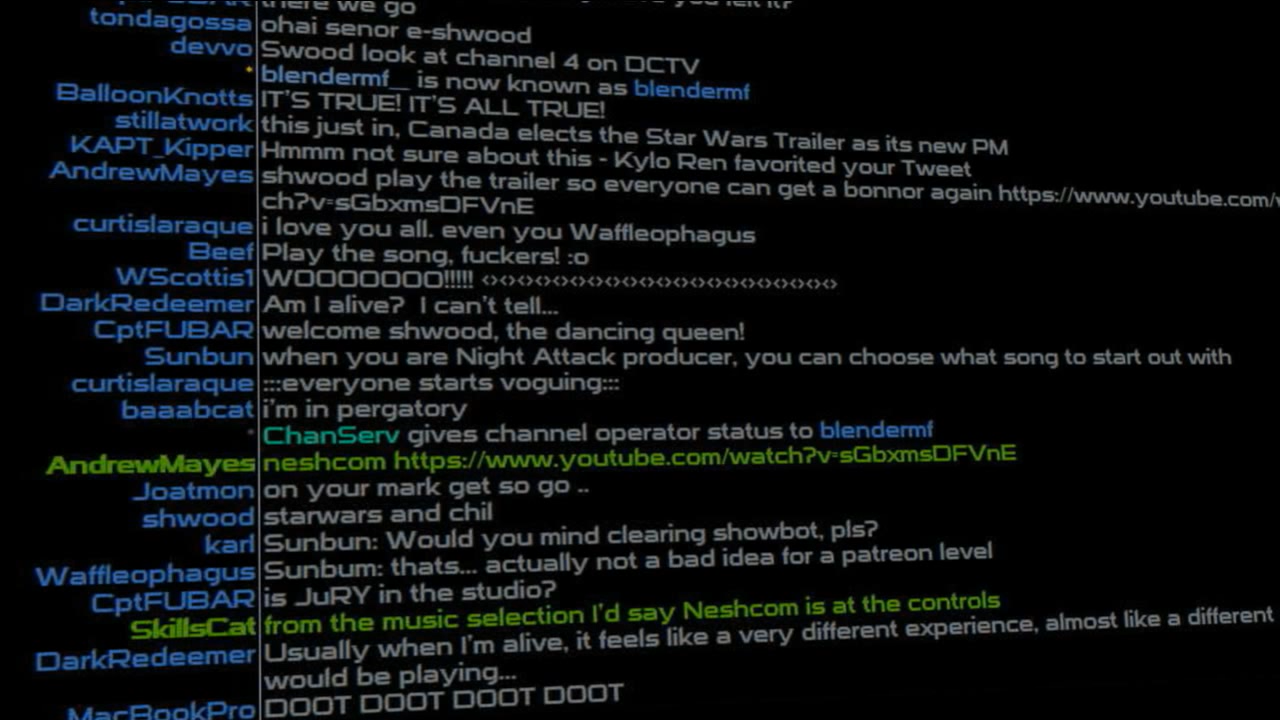 there we go
tondagossa ohai senor e-shwood
devvo Swood look at channel 4 on DCTV
* blendermf_ is now known as blendermf
BalloonKnotts IT'S TRUE! IT'S ALL TRUE!
stillatwork this just in, Canada elects the Star Wars Trailer as its new PM
KAPT_Kipper Hmmm not sure about this - Kylo Ren favorited your Tweet
AndrewMayes shwood play the trailer so everyone can get a bonnor again https://www.youtube.com/
ch?v=sGbxmsDFVnE
curtislaraque i love you all. even you Waffleophagus
Beef Play the song, fuckers! :o
WScottis1 WOOOOOOO!!!!! <><><><><><><><><><><><><><><><><><><><><>
DarkRedeemer Am I alive?  I can't tell...
CptFUBAR welcome shwood, the dancing queen!
Sunbun when you are Night Attack producer, you can choose what song to start out with
curtislaraque :::everyone starts voguing:::
baaabcat i'm in pergatory
* ChanServ gives channel operator status to blendermf
AndrewMayes neshcom https://www.youtube.com/watch?v=sGbxmsDFVnE
Joatmon on your mark get so go ..
shwood starwars and chil
karl Sunbun: Would you mind clearing showbot, pls?
Waffleophagus Sunbum: thats... actually not a bad idea for a patreon level
CptFUBAR is JuRY in the studio?
SkillsCat from the music selection I'd say Neshcom is at the controls
DarkRedeemer Usually when I'm alive, it feels like a very different experience, almost like a different
would be playing...
MacBookPro DOOT DOOT DOOT DOOT